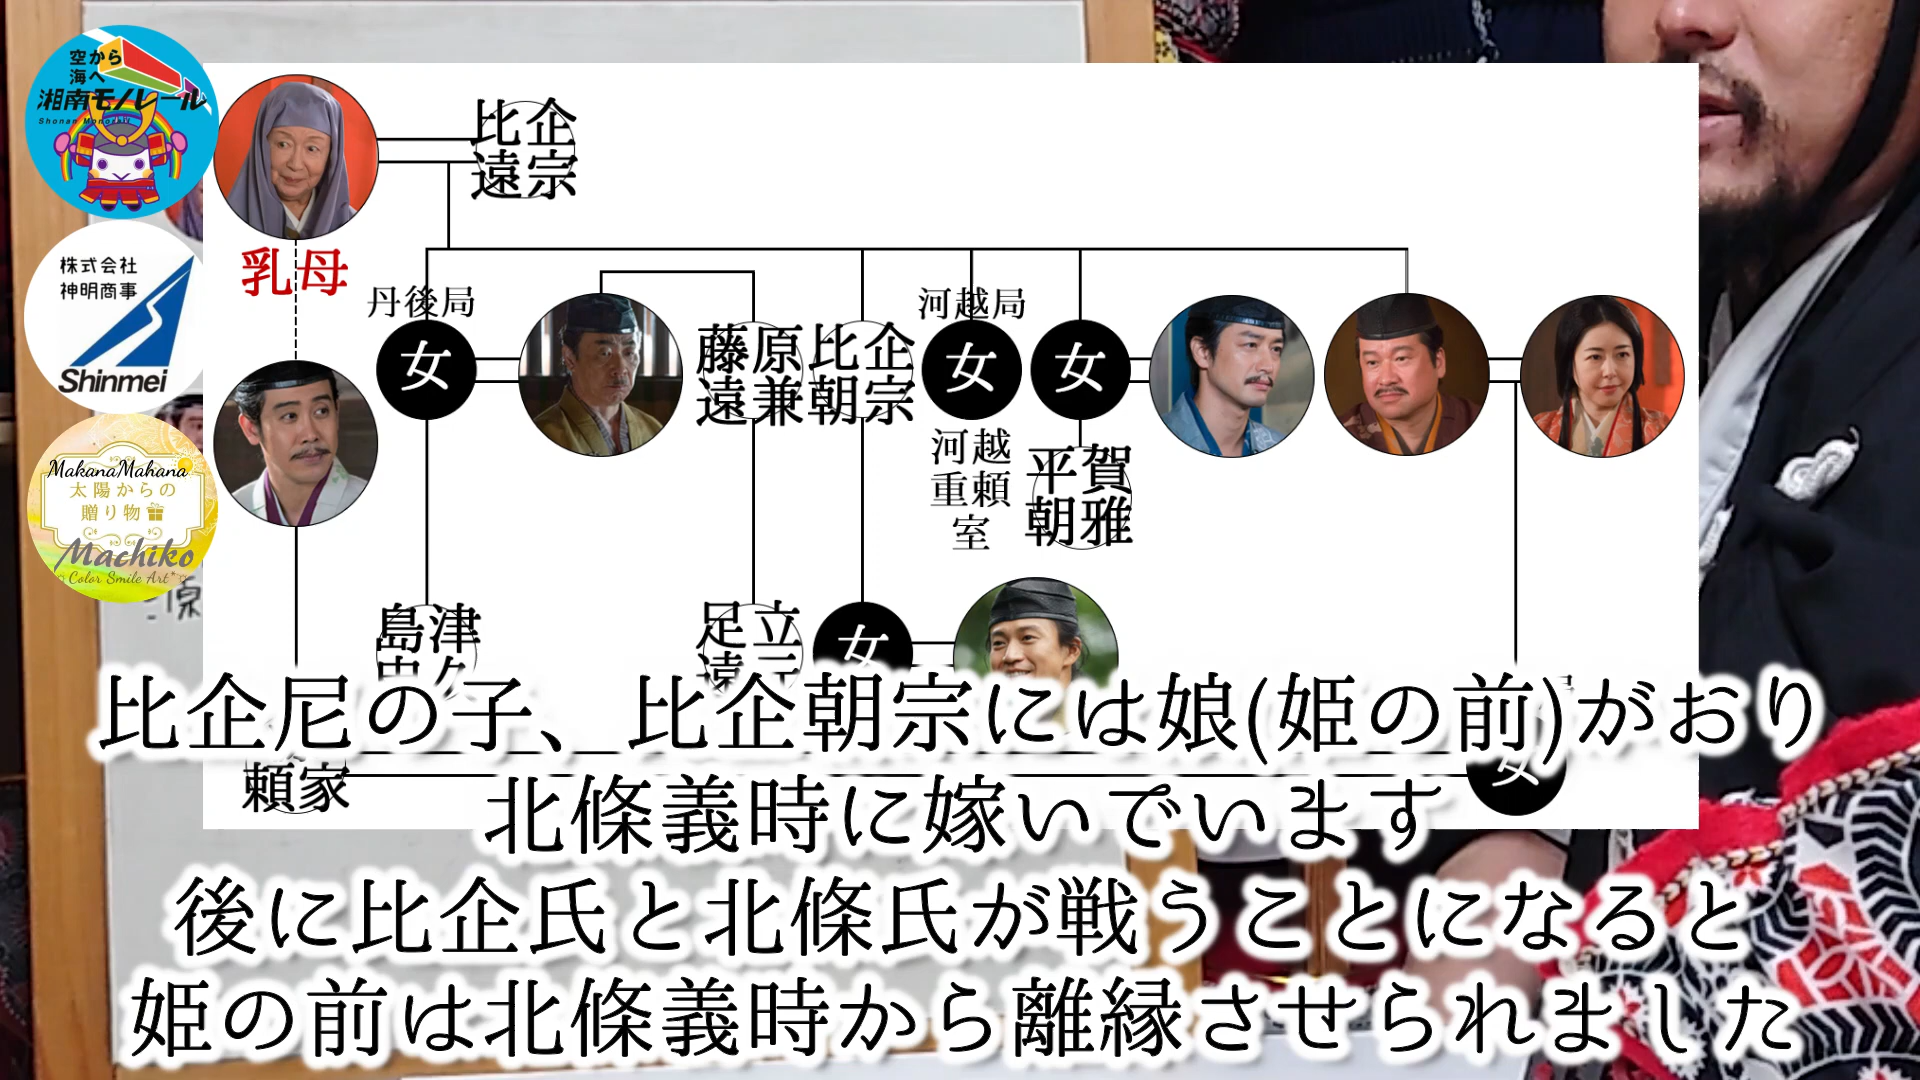 空から
海へ
湘南モノレール
Shonan Monorail
株式会社
神明商事
Shinmei
MakanaMahana
太陽からの
贈り物
Machiko
Color Smile Art
比企
遠宗
乳母
丹後局
女
藤原
遠兼
比企
朝宗
河越局
女
河越
重頼
室
女
平賀
朝雅
島津
足立
女
頼家
女
比企尼の子、比企朝宗には娘(姫の前)がおり
北條義時に嫁いでいます
後に比企氏と北條氏が戦うことになると
姫の前は北條義時から離縁させられました